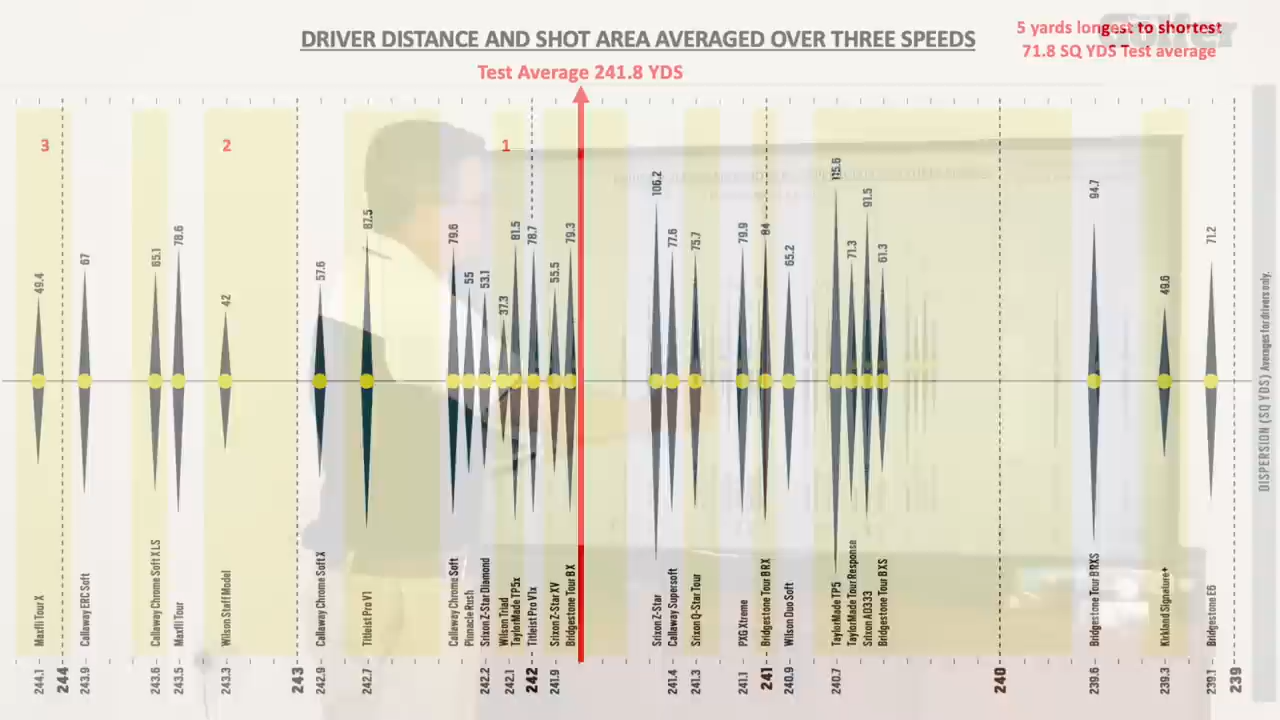 DRIVER DISTANCE AND SHOT AREA AVERAGED OVER THREE SPEEDS
Test Average 241.8 YDS
5 yards longest to shortest
71.8 SQ YDS Test average
3
2
1
49.4
67
65.1
78.6
42
57.6
87.5
79.6
55
53.1
37.3
81.5
78.7
55.5
79.3
106.2
77.6
75.7
79.9
84
65.2
115.6
71.3
91.5
61.3
94.7
49.6
71.2
Maxfli Tour X
Callaway ERC Soft
Callaway Chrome Soft X LS
Maxfli Tour
Wilson Staff Model
Callaway Chrome Soft X
Titleist Pro V1
Callaway Chrome Soft
Pinnacle Rush
Srixon Z-Star Diamond
Wilson Triad
TaylorMade TP5x
Titleist Pro V1x
Srixon Z-Star XV
Bridgestone Tour B X
Srixon Z-Star
Callaway Supersoft
Srixon Q-Star Tour
PXG Xtreme
Bridgestone Tour B RX
Wilson Duo Soft
TaylorMade TP5
TaylorMade Tour Response
Srixon AD333
Bridgestone Tour B XS
Bridgestone Tour B RXS
Kirkland Signature+
Bridgestone E6
244.1
244
243.9
243.6
243.5
243.3
243
242.9
242.7
242.2
242.1
242
241.9
241.4
241.3
241.1
241
240.9
240.7
240
239.6
239.3
239.1
239
DISPERSION (SQ YDS) Averages for drivers only.